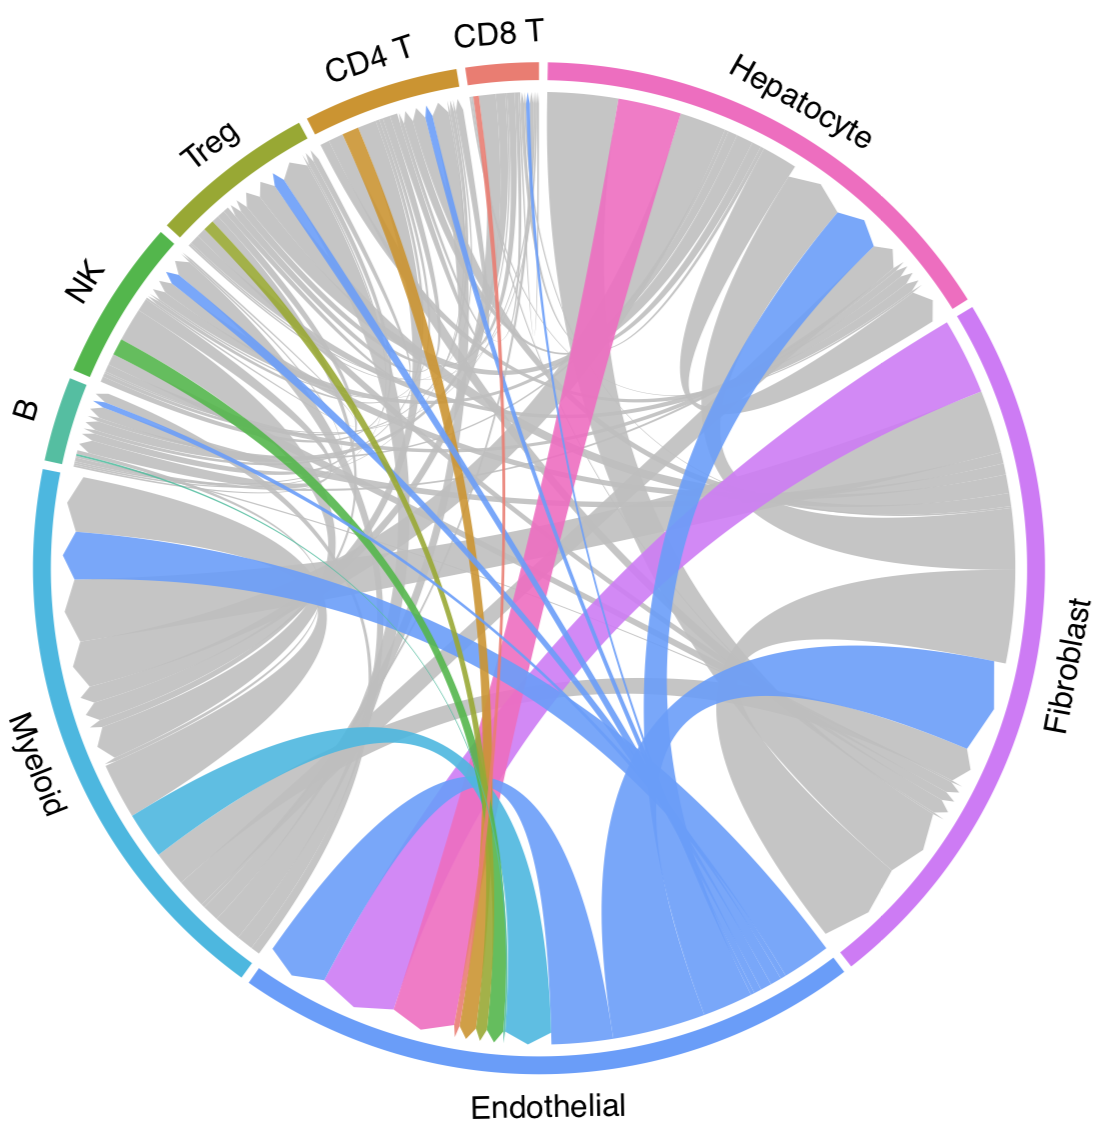 CD8 T
CD4 T
Hepatocyte
Treg
NK
B
Fibroblast
Myeloid
Endothelial